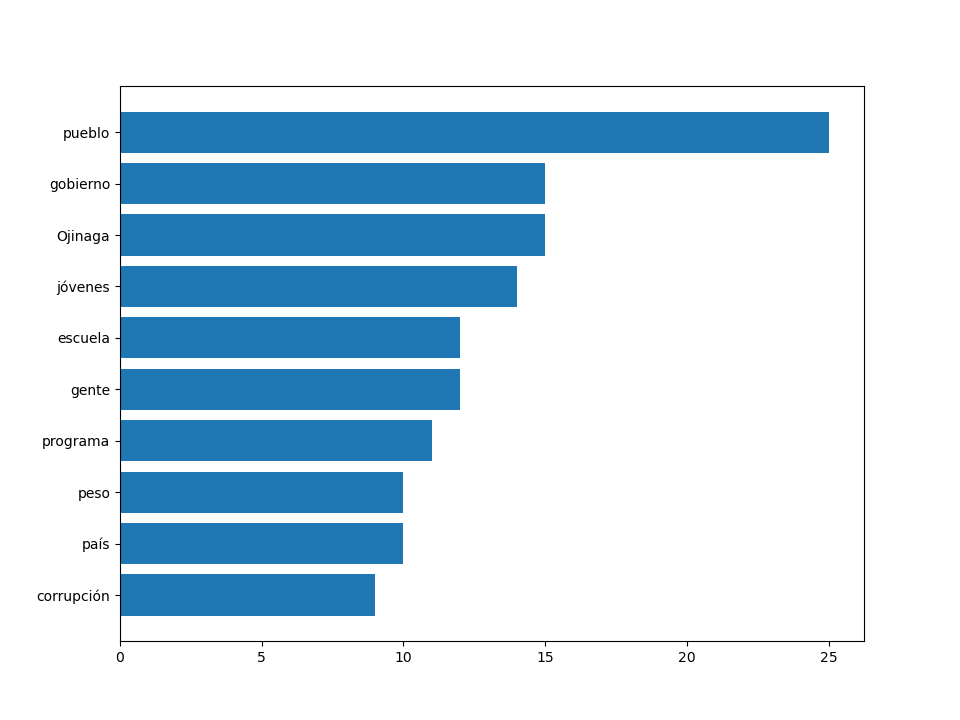 pueblo
gobierno
Ojinaga
jóvenes
escuela
gente
programa
peso
país
corrupción
0 5 10 15 20 25